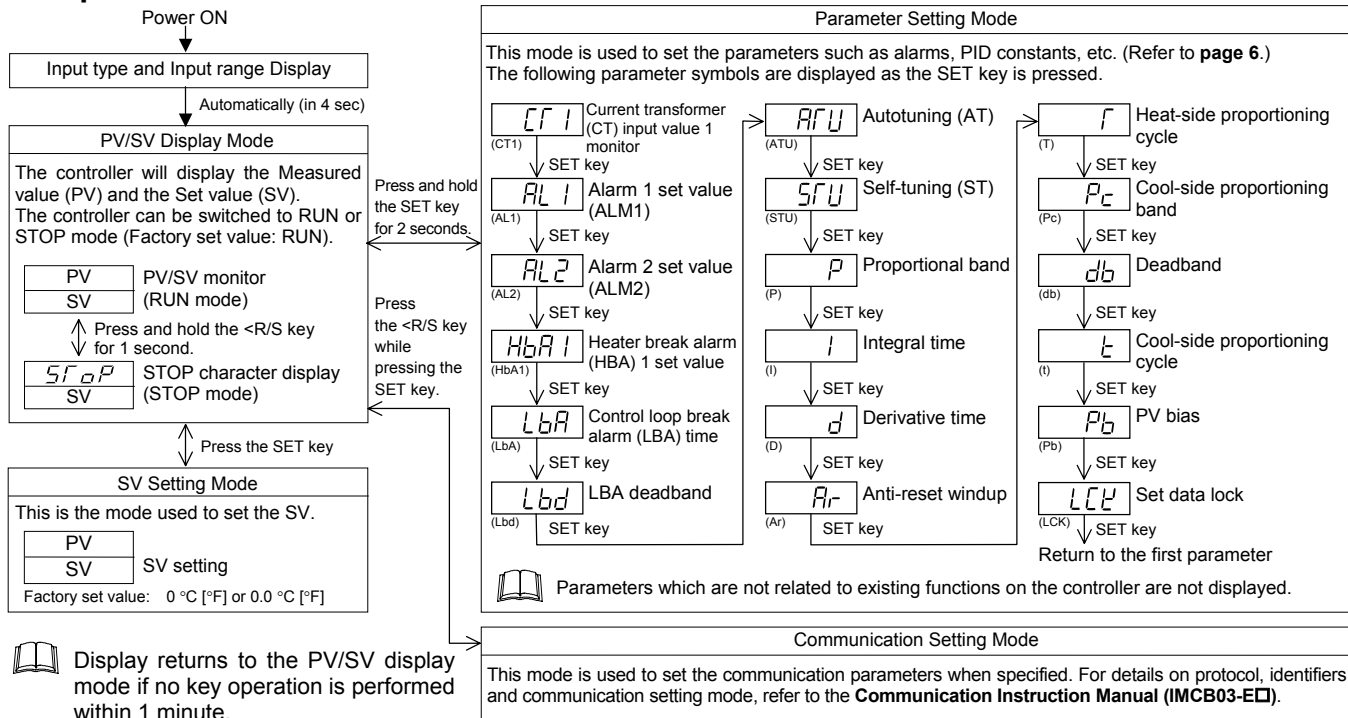 Power ON
Input type and Input range Display
Automatically (in 4 sec)
PV/SV Display Mode
The controller will display the Measured
value (PV) and the Set value (SV).
The controller can be switched to RUN or
STOP mode (Factory set value: RUN).
PV
SV
PV/SV monitor
(RUN mode)
Press and hold the <R/S key
for 1 second.
SToP
SV
STOP character display
(STOP mode)
Press the SET key
SV Setting Mode
This is the mode used to set the SV.
PV
SV
SV setting
Factory set value: 0 °C [°F] or 0.0 °C [°F]
Display returns to the PV/SV display
mode if no key operation is performed
within 1 minute.
Press and hold
the SET key
for 2 seconds.
Press
the <R/S key
while
pressing the
SET key.
Parameter Setting Mode
This mode is used to set the parameters such as alarms, PID constants, etc. (Refer to page 6.)
The following parameter symbols are displayed as the SET key is pressed.
CT1
(CT1)
Current transformer
(CT) input value 1
monitor
SET key
AL1
(AL1)
Alarm 1 set value
(ALM1)
SET key
AL2
(AL2)
Alarm 2 set value
(ALM2)
SET key
HbA1
(HbA1)
Heater break alarm
(HBA) 1 set value
SET key
LbA
(LbA)
Control loop break
alarm (LBA) time
SET key
Lbd
(Lbd)
LBA deadband
SET key
ATU
(ATU)
Autotuning (AT)
SET key
STU
(STU)
Self-tuning (ST)
SET key
P
(P)
Proportional band
SET key
I
(I)
Integral time
SET key
d
(D)
Derivative time
SET key
Ar
(Ar)
Anti-reset windup
SET key
T
(T)
Heat-side proportioning
cycle
SET key
Pc
(Pc)
Cool-side proportioning
band
SET key
db
(db)
Deadband
SET key
t
(t)
Cool-side proportioning
cycle
SET key
Pb
(Pb)
PV bias
SET key
LCK
(LCK)
Set data lock
SET key
Return to the first parameter
Parameters which are not related to existing functions on the controller are not displayed.
Communication Setting Mode
This mode is used to set the communication parameters when specified. For details on protocol, identifiers
and communication setting mode, refer to the Communication Instruction Manual (IMCB03-E□).